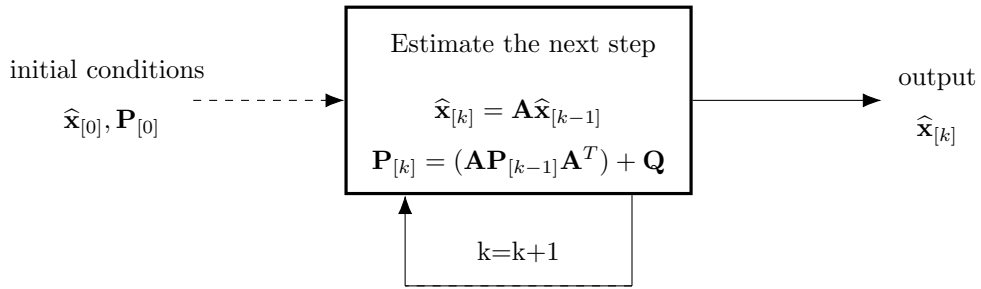 initial conditions
x̂[0], P[0]
Estimate the next step
x̂[k] = Ax̂[k−1]
P[k] = (AP[k−1]A^T) + Q
k=k+1
output
x̂[k]